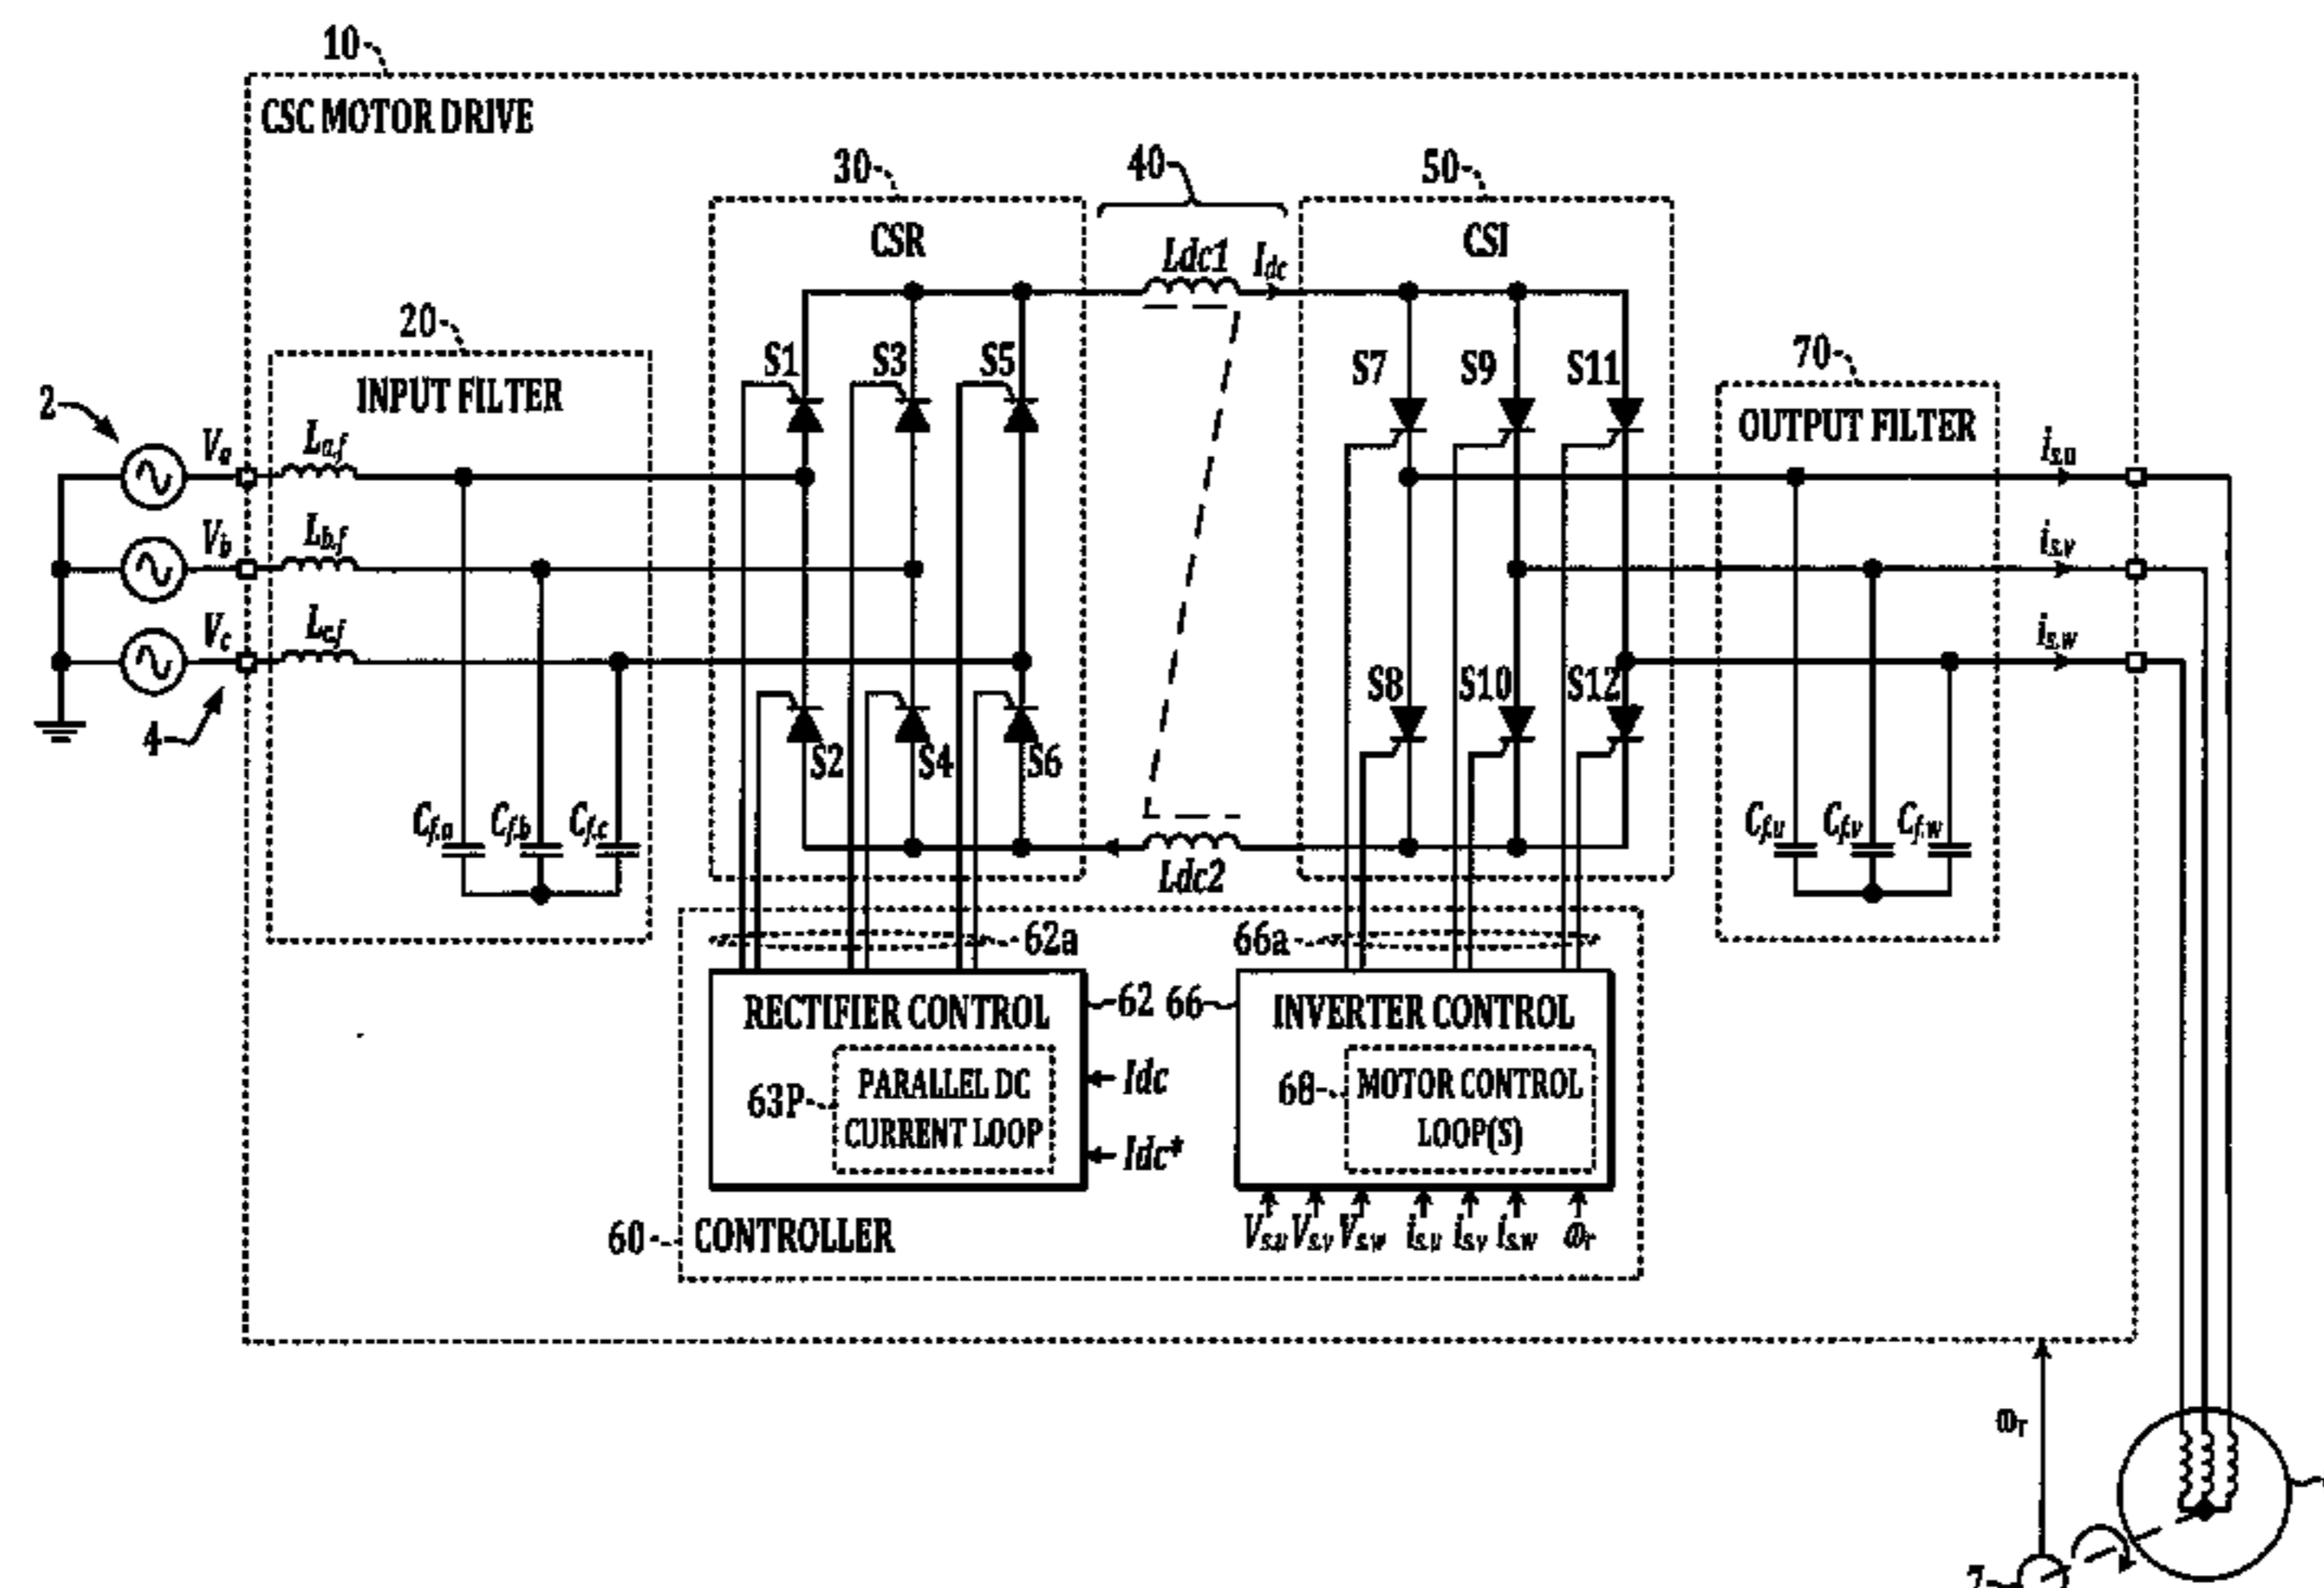 10
CSC MOTOR DRIVE
30
40
50
CSR
Ldc1
Idc
CSI
20
70
INPUT FILTER
S1
S3
S5
S7
S9
S11
OUTPUT FILTER
2
Va
La.f
is.u
Vb
Lb.f
is.v
Vc
Lc.f
is.w
4
S8
S10
S12
S2
S4
S6
Cf.a
Cf.b
Cf.c
Cf.u
Cf.v
Cf.w
Ldc2
62a
66a
RECTIFIER CONTROL
62
66
INVERTER CONTROL
63P
PARALLEL DC
CURRENT LOOP
Idc
Idc*
68
MOTOR CONTROL
LOOP(S)
60
CONTROLLER
Vs.u
Vs.v
Vs.w
is.u
is.v
is.w
ωr
ωr
7